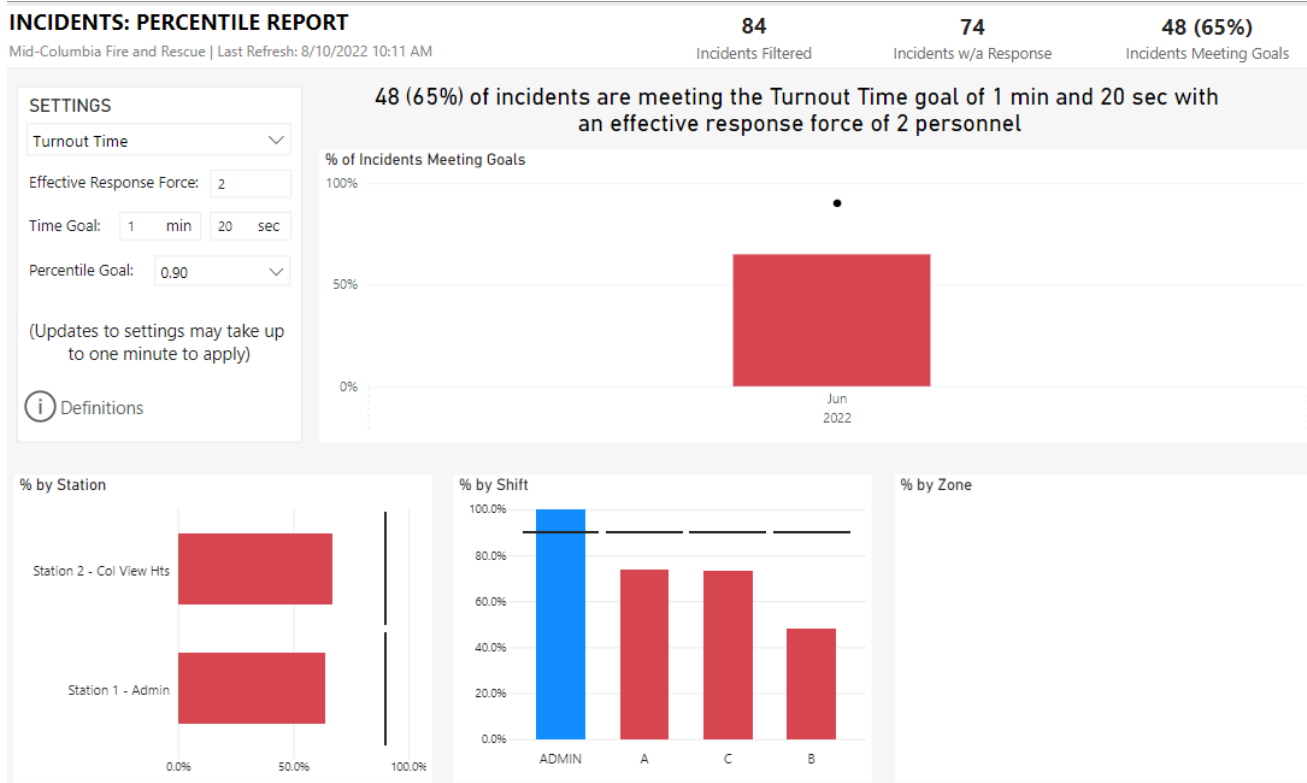 INCIDENTS: PERCENTILE REPORT
Mid-Columbia Fire and Rescue | Last Refresh: 8/10/2022 10:11 AM
84
Incidents Filtered
74
Incidents w/a Response
48 (65%)
Incidents Meeting Goals
SETTINGS
Turnout Time
Effective Response Force: 2
Time Goal: 1 min 20 sec
Percentile Goal: 0.90
(Updates to settings may take up
to one minute to apply)
i Definitions
48 (65%) of incidents are meeting the Turnout Time goal of 1 min and 20 sec with
an effective response force of 2 personnel
% of Incidents Meeting Goals
100%
50%
0%
Jun
2022
% by Station
Station 2 - Col View Hts
Station 1 - Admin
0.0% 50.0% 100.0%
% by Shift
100.0%
80.0%
60.0%
40.0%
20.0%
0.0%
ADMIN A C B
% by Zone